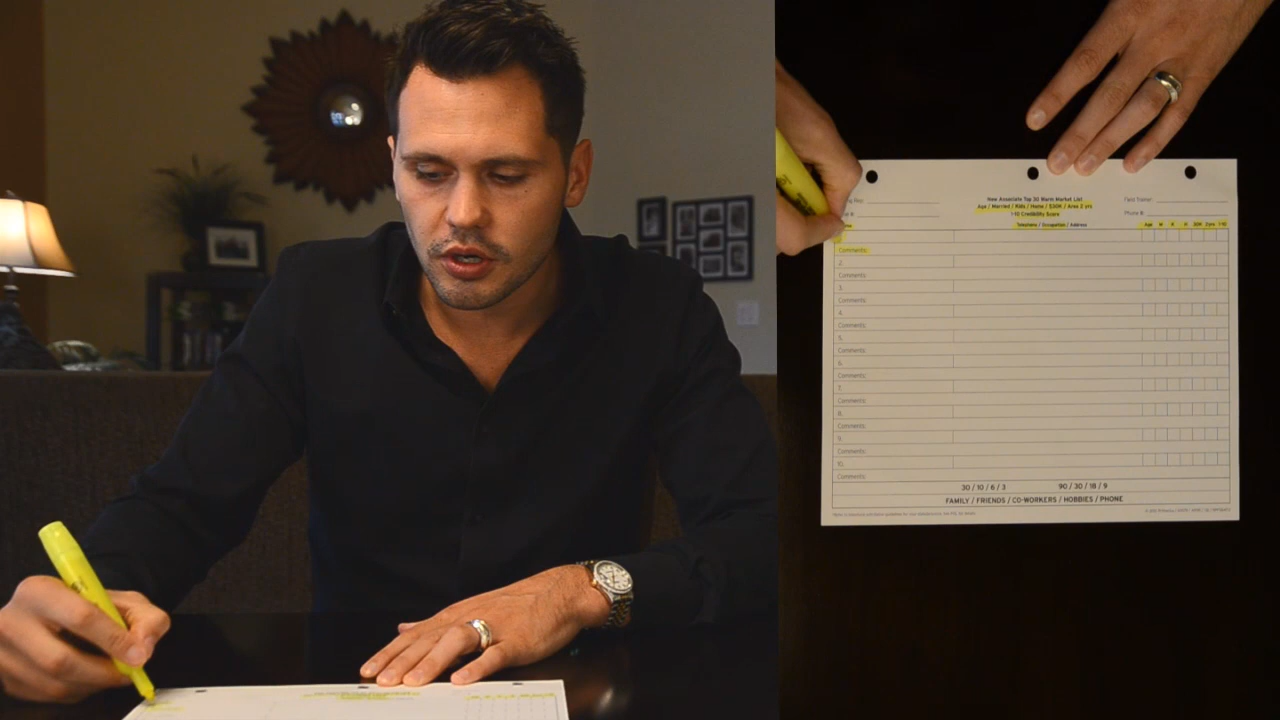 New Associate Top 30 Warm Market List
Age / Married / Kids / Home / $30K / Area 2 yrs
1-10 Credibility Score
Field Trainer:
Phone #:
Telephone / Occupation / Address
Age M K H 30K 2yrs 1-10
Comments:
2.
Comments:
3.
Comments:
4.
Comments:
5.
Comments:
6.
Comments:
7.
Comments:
8.
Comments:
9.
Comments:
10.
Comments:
30 / 10 / 6 / 3 90 / 30 / 18 / 9
FAMILY / FRIENDS / CO-WORKERS / HOBBIES / PHONE